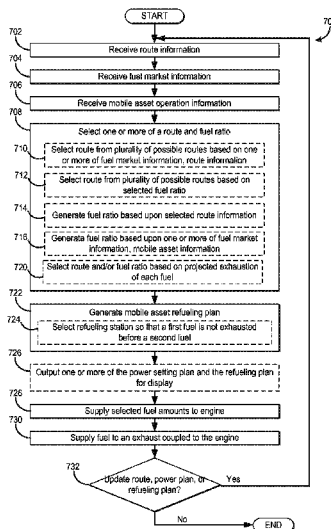 START
70
702
Receive route information
704
Receive fuel market information
706
Receive mobile asset operation information
708
Select one or more of a route and fuel ratio
710
Select route from plurality of possible routes based on one
or more of fuel market information, route information
712
Select route from plurality of possible routes based on
selected fuel ratio
714
Generate fuel ratio based upon selected route information
716
Generate fuel ratio based upon one or more of fuel market
information, mobile asset information
720
Select route and/or fuel ratio based on projected exhaustion
of each fuel
722
Generate mobile asset refueling plan
724
Select refueling station so that a first fuel is not exhausted
before a second fuel
726
Output one or more of the power setting plan and the refueling plan
for display
726
Supply selected fuel amounts to engine
730
Supply fuel to an exhaust coupled to the engine
732
Update route, power plan, or
refueling plan?
Yes
No
END